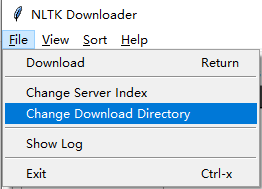 NLTK Downloader
File View Sort Help
Download Return
Change Server Index
Change Download Directory
Show Log
Exit Ctrl-x